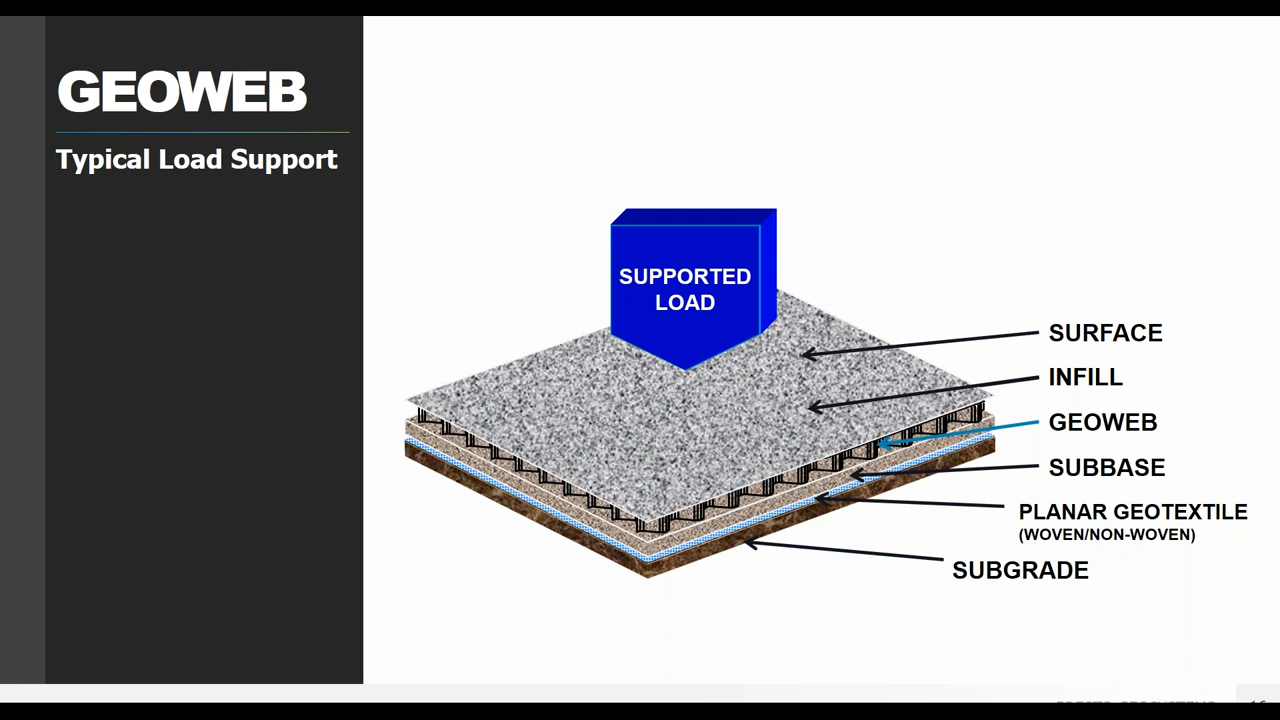 GEOWEB
Typical Load Support
SUPPORTED
LOAD
SURFACE
INFILL
GEOWEB
SUBBASE
PLANAR GEOTEXTILE
(WOVEN/NON-WOVEN)
SUBGRADE